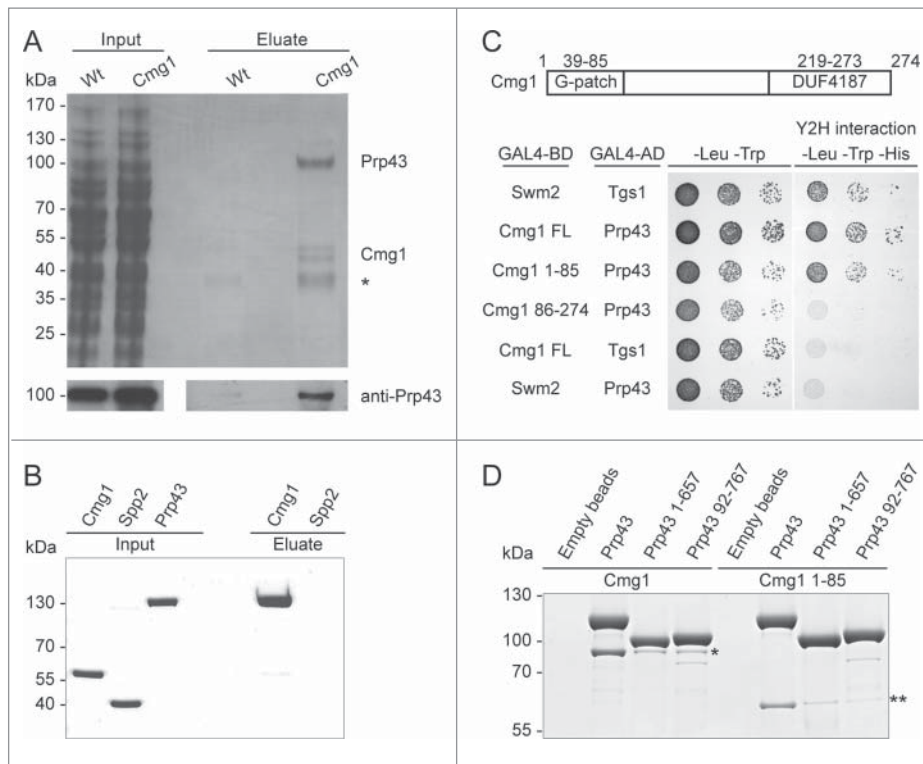 A
Input
Eluate
Wt
Cmg1
Wt
Cmg1
kDa
170
130
100
70
55
40
35
25
Prp43
Cmg1
*
100
anti-Prp43
C
1
39-85
219-273
274
Cmg1
G-patch
DUF4187
Y2H interaction
GAL4-BD
GAL4-AD
-Leu -Trp
-Leu -Trp -His
Swm2
Tgs1
Cmg1 FL
Prp43
Cmg1 1-85
Prp43
Cmg1 86-274
Prp43
Cmg1 FL
Tgs1
Swm2
Prp43
B
Cmg1
Spp2
Prp43
Cmg1
Spp2
kDa
Input
Eluate
130
70
55
40
D
Empty beads
Prp43
Prp43 1-657
Prp43 92-767
Empty beads
Prp43
Prp43 1-657
Prp43 92-767
kDa
Cmg1
Cmg1 1-85
130
100
70
55
*
**